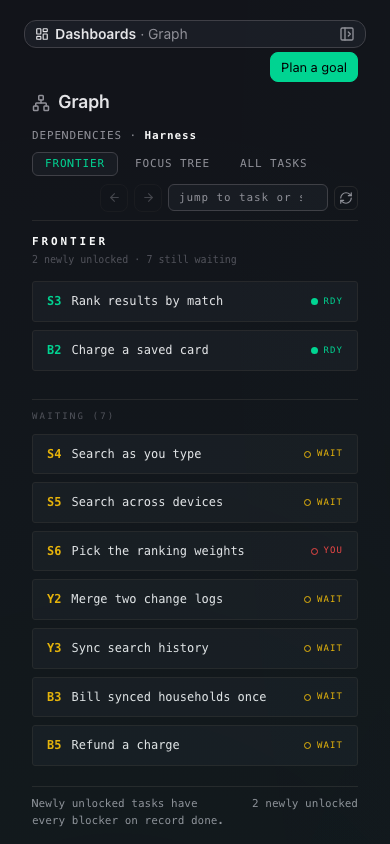 Dashboards · Graph
Plan a goal
Graph
DEPENDENCIES · Harness
FRONTIER FOCUS TREE ALL TASKS
← → jump to task or s
FRONTIER
2 newly unlocked · 7 still waiting
S3 Rank results by match RDY
B2 Charge a saved card RDY
WAITING (7)
S4 Search as you type WAIT
S5 Search across devices WAIT
S6 Pick the ranking weights YOU
Y2 Merge two change logs WAIT
Y3 Sync search history WAIT
B3 Bill synced households once WAIT
B5 Refund a charge WAIT
Newly unlocked tasks have 2 newly unlocked
every blocker on record done.